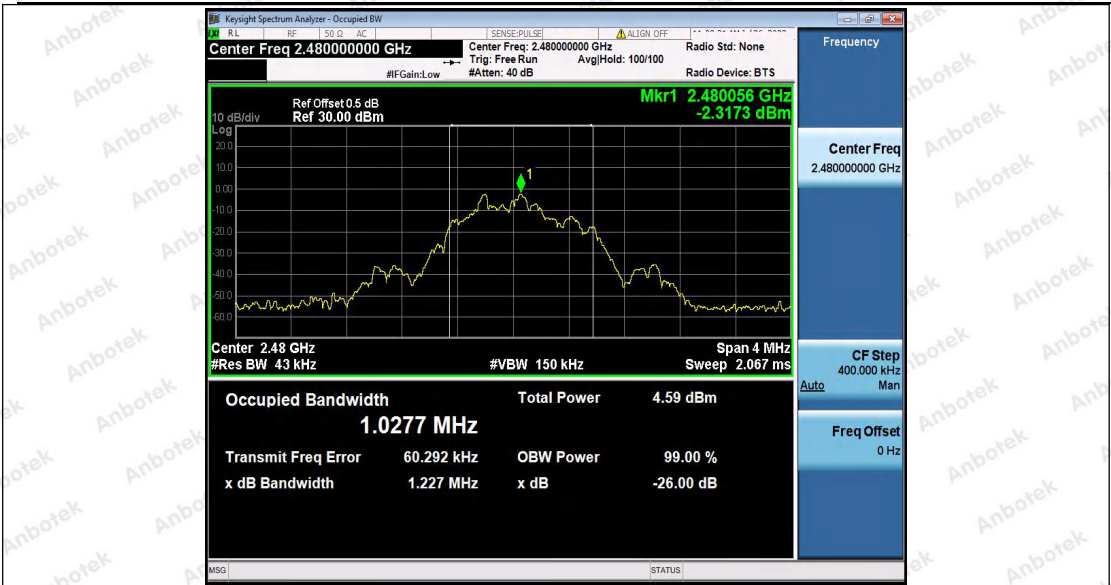 Keysight Spectrum Analyzer - Occupied BW
RL RF 50 Ω AC SENSE:PULSE ALIGN OFF
Center Freq 2.480000000 GHz
Center Freq: 2.480000000 GHz
Radio Std: None
Trig: Free Run Avg|Hold: 100/100
#IFGain:Low #Atten: 40 dB Radio Device: BTS
Frequency
Ref Offset 0.5 dB
Mkr1 2.480056 GHz
10 dB/div Ref 30.00 dBm
-2.3173 dBm
Log
20.0
10.0
0.00
-10.0
-20.0
-30.0
-40.0
-50.0
-60.0
1
Center Freq
2.480000000 GHz
Center 2.48 GHz Span 4 MHz
#Res BW 43 kHz #VBW 150 kHz Sweep 2.067 ms
CF Step
400.000 kHz
Auto Man
Occupied Bandwidth Total Power 4.59 dBm
1.0277 MHz
Transmit Freq Error 60.292 kHz OBW Power 99.00 %
x dB Bandwidth 1.227 MHz x dB -26.00 dB
Freq Offset
0 Hz
MSG STATUS
Anbotek